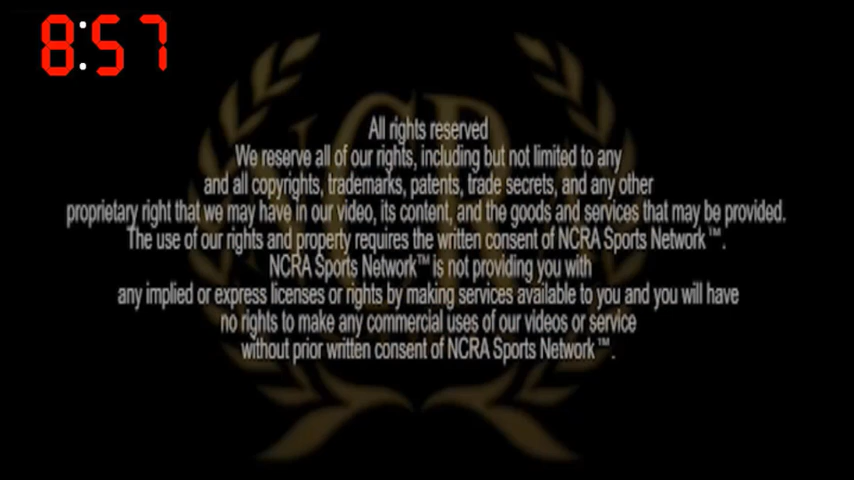 8:57
NCRA
All rights reserved
We reserve all of our rights, including but not limited to any
and all copyrights, trademarks, patents, trade secrets, and any other
proprietary right that we may have in our video, its content, and the goods and services that may be provided.
The use of our rights and property requires the written consent of NCRA Sports Network™.
NCRA Sports Network™ is not providing you with
any implied or express licenses or rights by making services available to you and you will have
no rights to make any commercial uses of our videos or service
without prior written consent of NCRA Sports Network™.